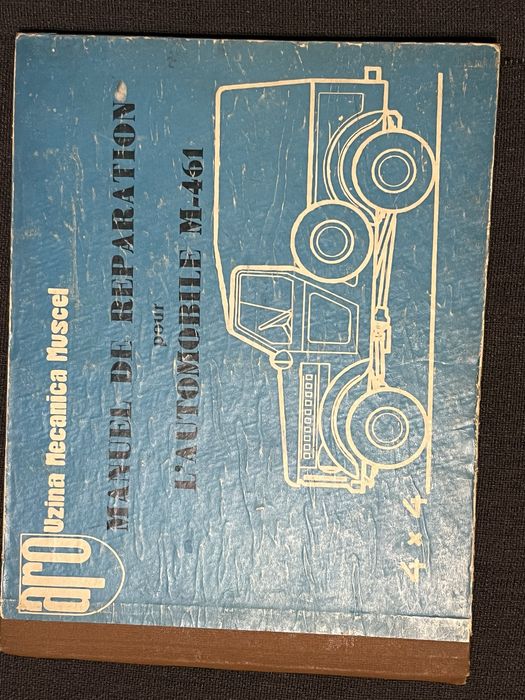 aro Uzina Mecanica Muscel
MANUEL DE REPARATION
pour
L'AUTOMOBILE M-461
4 × 4